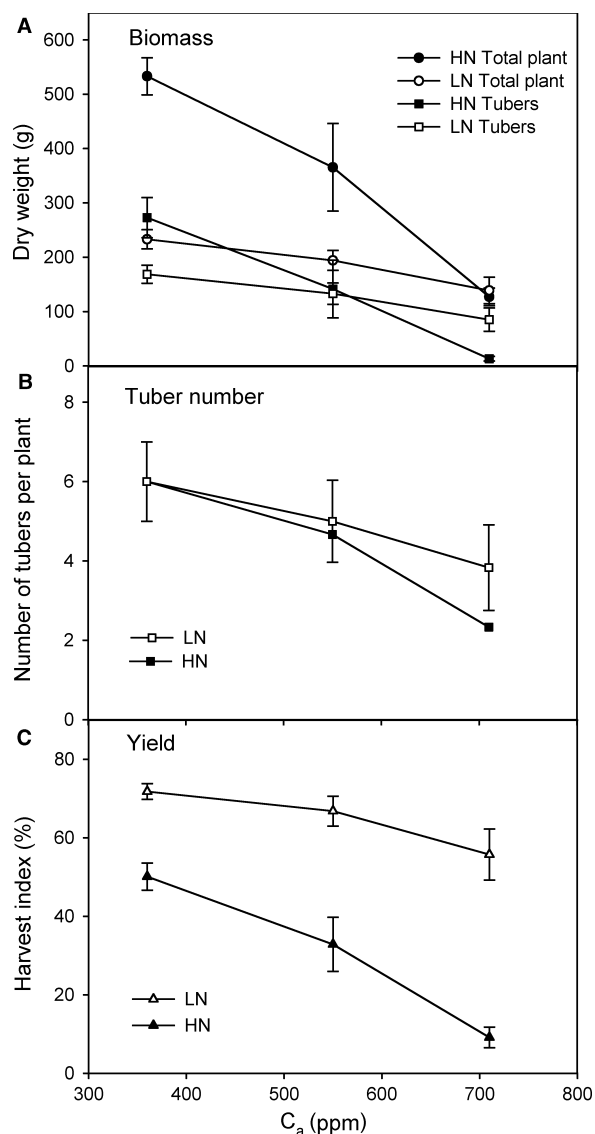 A
Biomass
HN Total plant
LN Total plant
HN Tubers
LN Tubers
600
500
400
300
200
100
0
Dry weight (g)
B
Tuber number
8
6
4
2
0
Number of tubers per plant
LN
HN
C
Yield
80
60
40
20
0
Harvest index (%)
LN
HN
300 400 500 600 700 800
Ca (ppm)